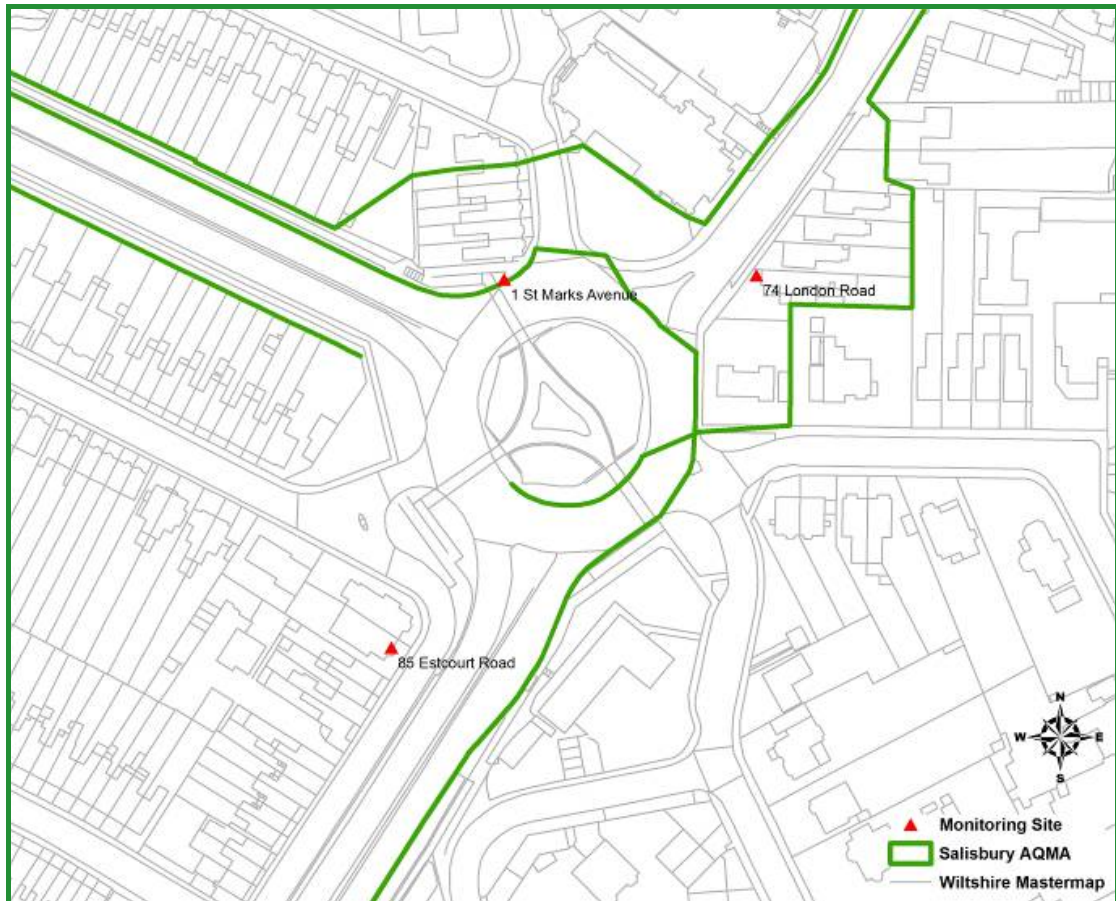 1 St Marks Avenue
74 London Road
85 Estcourt Road
N
W E
S
Monitoring Site
Salisbury AQMA
Wiltshire Mastermap